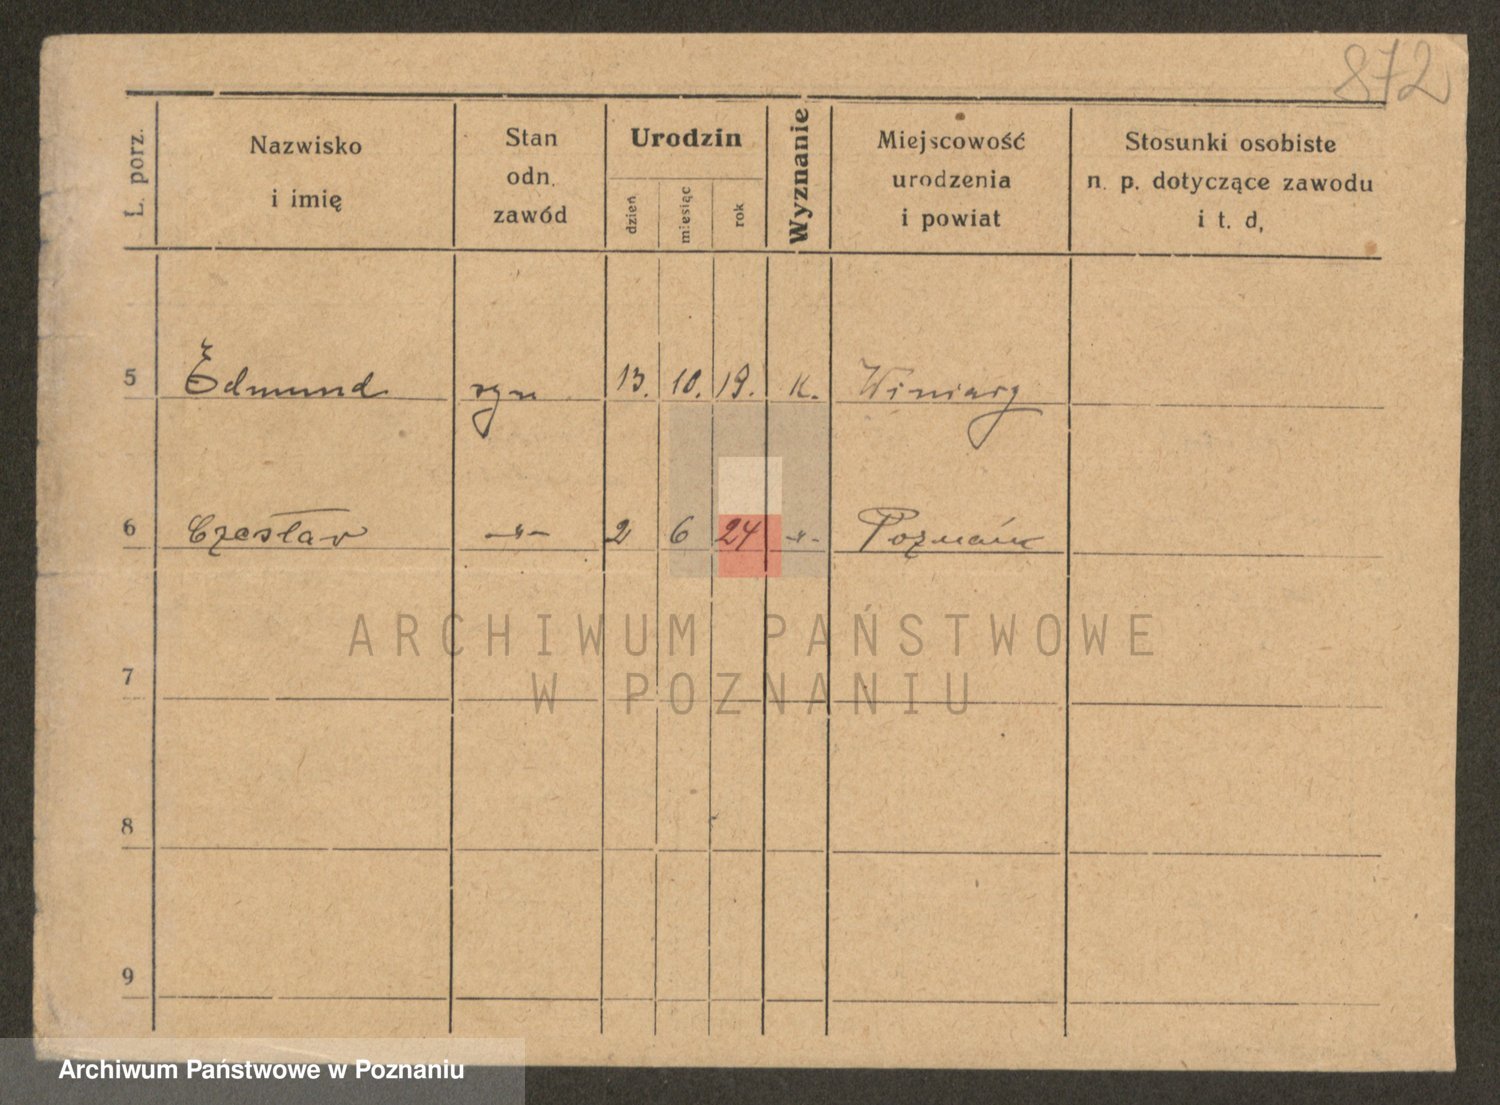 872
L. porz.
Nazwisko
i imię
Stan
odn.
zawód
Urodzin
dzień
miesiąc
rok
Wyznanie
Miejscowość
urodzenia
i powiat
Stosunki osobiste
n. p. dotyczące zawodu
i t. d,
5 Edmund syn 13. 10. 19. k. Winiary
6 Czesław -"- 2 6 24 -"- Poznań
7
8
9
ARCHIWUM PAŃSTWOWE
W POZNANIU
Archiwum Państwowe w Poznaniu